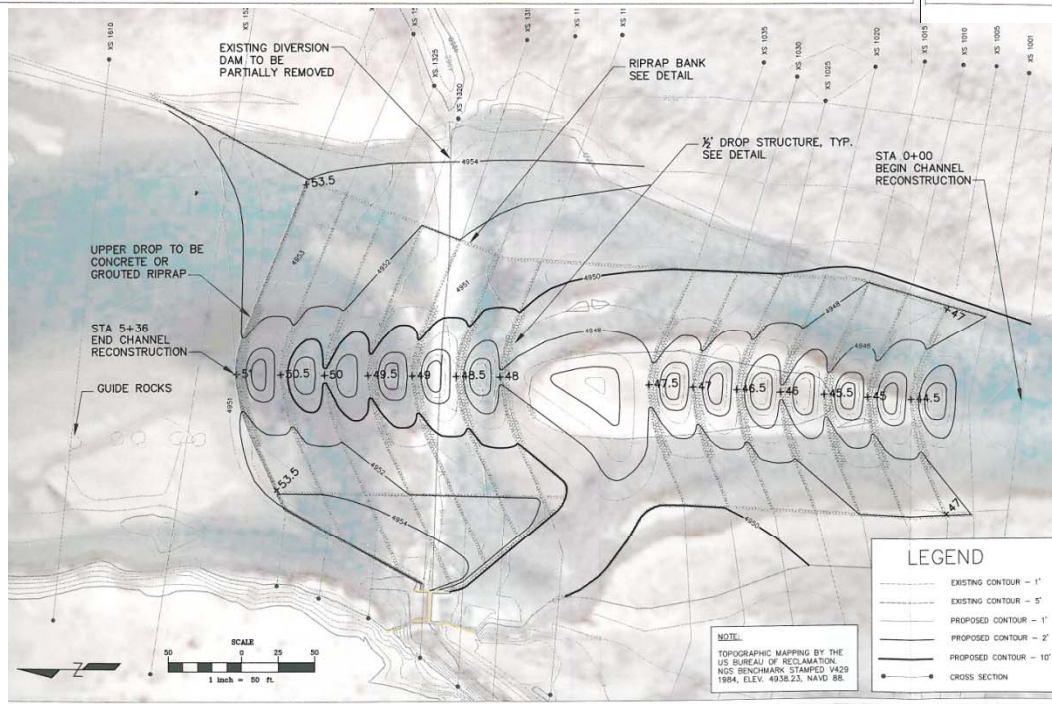 XS 1610
XS 1325
XS 1320
XS 1035
XS 1030
XS 1025
XS 1020
XS 1015
XS 1010
XS 1005
XS 1001
EXISTING DIVERSION
DAM TO BE
PARTIALLY REMOVED
RIPRAP BANK
SEE DETAIL
½' DROP STRUCTURE, TYP.
SEE DETAIL
STA 0+00
BEGIN CHANNEL
RECONSTRUCTION
4954
+53.5
UPPER DROP TO BE
CONCRETE OR
GROUTED RIPRAP
4953
4952
4951
4950
4948
4948
+47
4946
STA 5+36
END CHANNEL
RECONSTRUCTION
GUIDE ROCKS
+51
+50.5
+50
+49.5
+49
+48.5
+48
+47.5
+47
+46.5
+46
+45.5
+45
+44.5
4951
4952
+53.5
4954
4950
+47
LEGEND
EXISTING CONTOUR - 1'
EXISTING CONTOUR - 5'
PROPOSED CONTOUR - 1'
PROPOSED CONTOUR - 2'
PROPOSED CONTOUR - 10'
CROSS SECTION
NOTE:
TOPOGRAPHIC MAPPING BY THE
US BUREAU OF RECLAMATION.
NGS BENCHMARK STAMPED V429
1984, ELEV. 4938.23, NAVD 88.
Z
SCALE
50 0 50
1 inch = 50 ft.